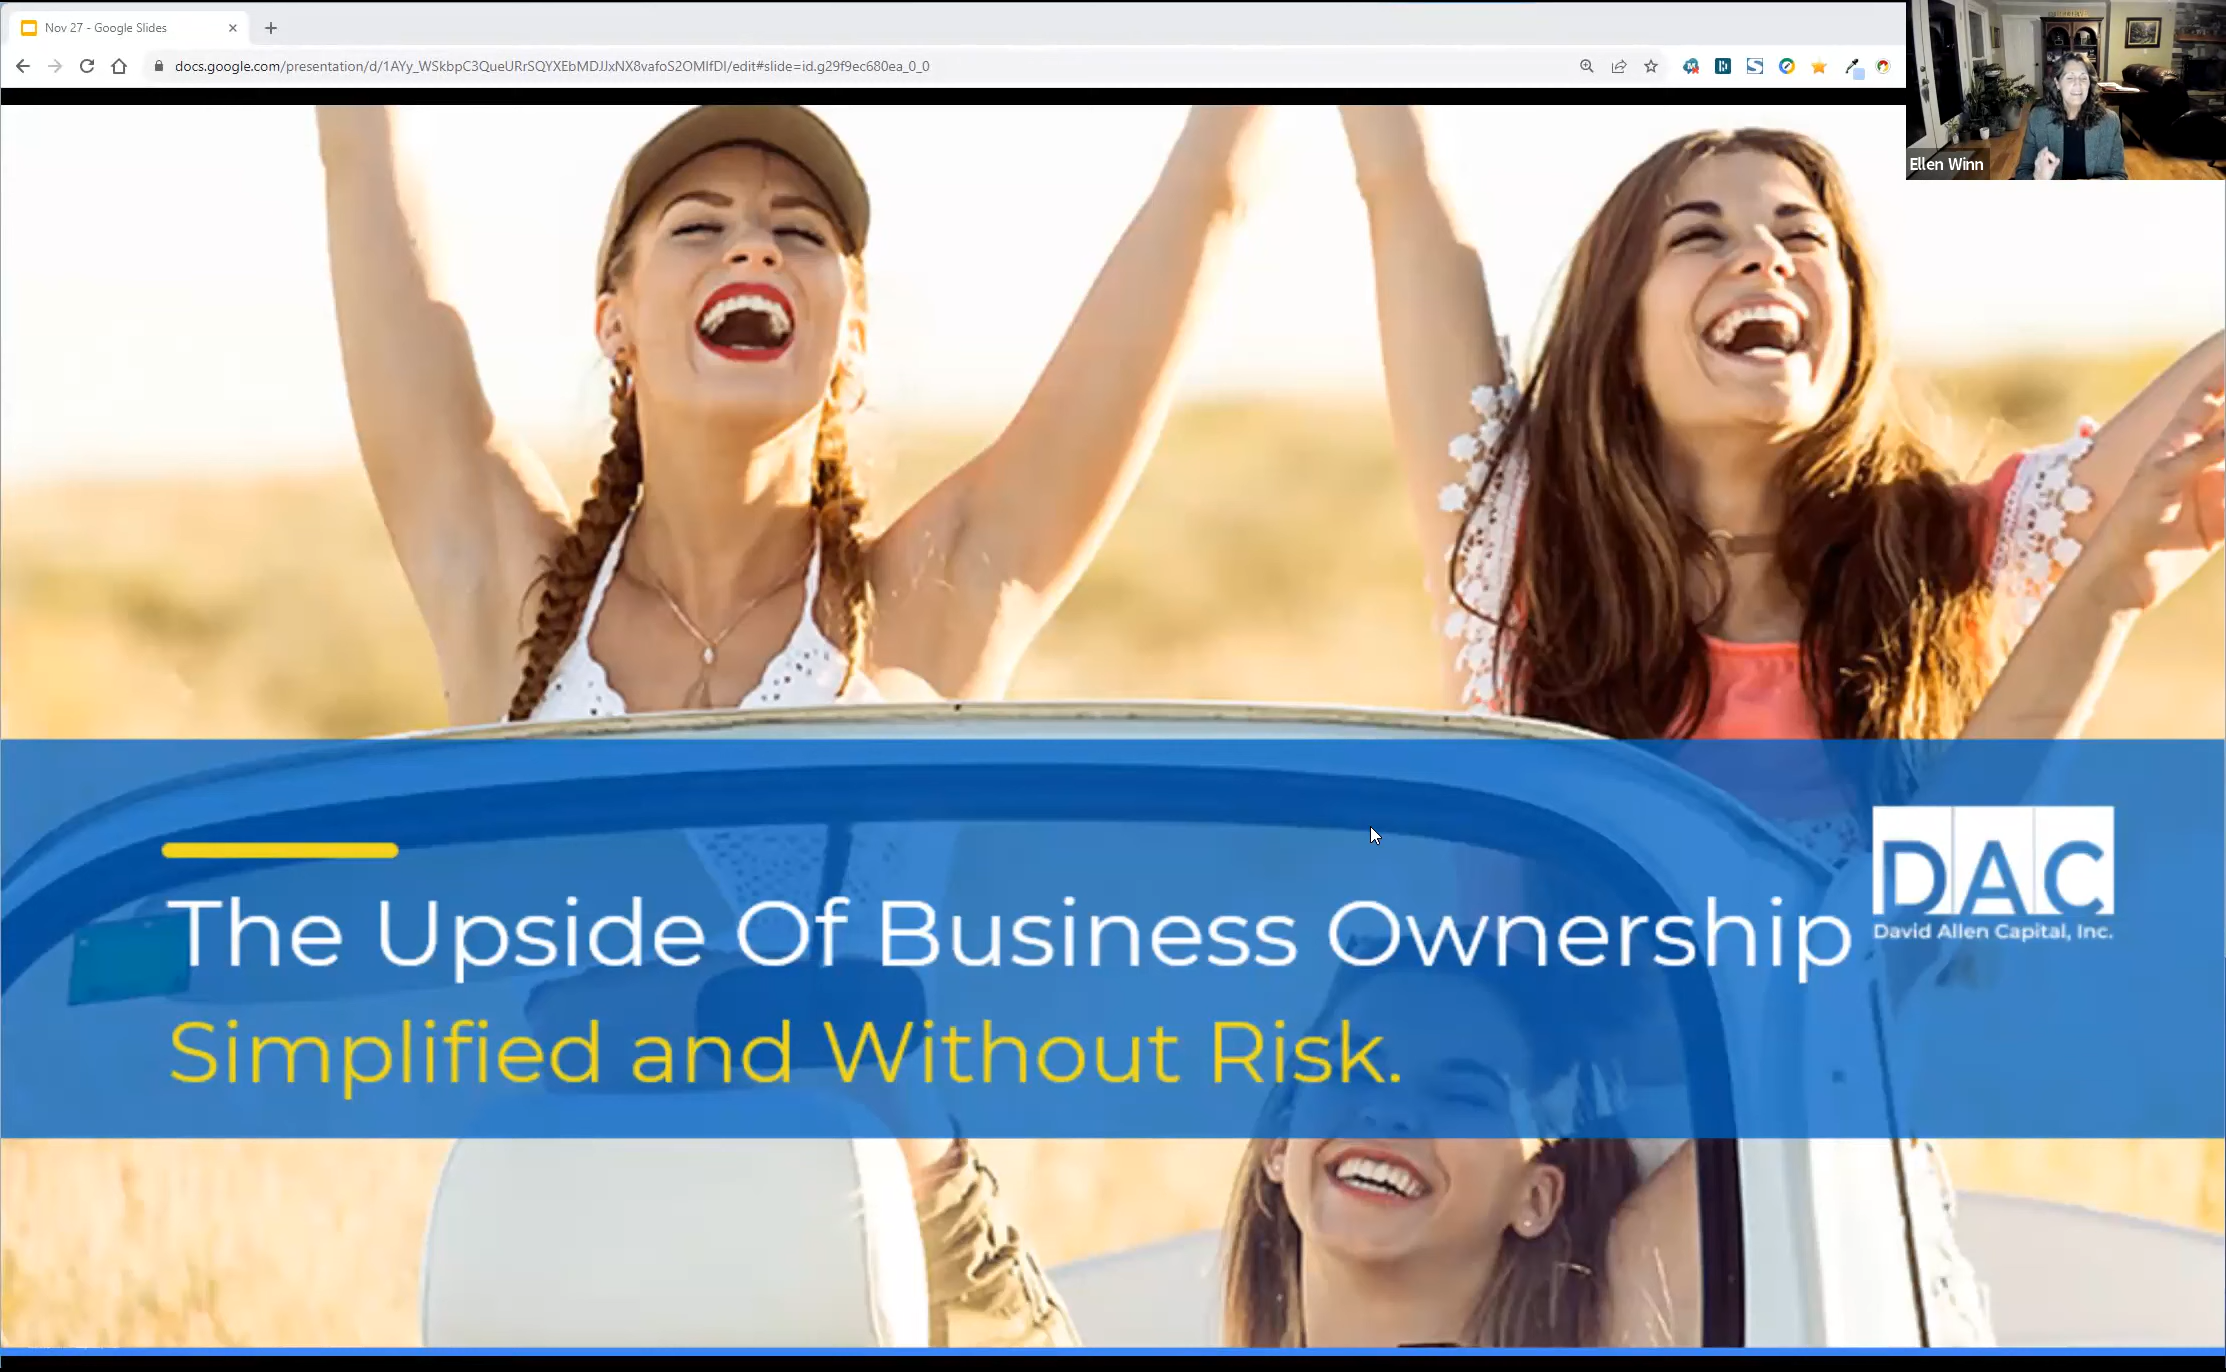 Nov 27 - Google Slides
docs.google.com/presentation/d/1AYy_WSkbpC3QueURrSQYXEbMDJJxNX8vafoS2OMlfDI/edit#slide=id.g29f9ec680ea_0_0
Ellen Winn
DAC
David Allen Capital, Inc.
The Upside Of Business Ownership
Simplified and Without Risk.